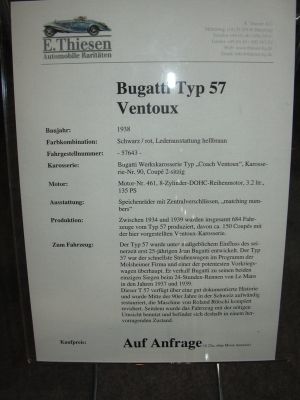 E.Thiesen
Automobile Raritäten
Bugatti Typ 57
Ventoux
Baujahr: 1938
Farbkombination: Schwarz / rot, Lederausstattung hellbraun
Fahrgestellnummer: - 57643 -
Karosserie: Bugatti Werkskarosserie Typ „Coach Ventoux“, Karosse-
rie-Nr. 90, Coupé 2-sitzig
Motor: Motor-Nr. 461, 8-Zylinder-DOHC-Reihenmotor, 3.2 ltr.,
135 PS
Ausstattung: Speichenräder mit Zentralverschlüssen, „matching num-
bers“
Produktion: Zwischen 1934 und 1939 wurden insgesamt 684 Fahr-
zeuge vom Typ 57 produziert, davon ca. 150 Coupés mit
der hier vorgestellten Ventoux-Karosserie.
Zum Fahrzeug: Der Typ 57 wurde unter maßgeblichem Einfluss des sei-
nerzeit erst 25-jährigen Jean Bugatti entwickelt. Der Typ
57 war der schnellste Straßenwagen im Programm der
Molsheimer Firma und einer der potentesten Vorkriegs-
wagen überhaupt. Er verhalf Bugatti zu seinen beiden
einzigen Siegen beim 24-Stunden-Rennen von Le Mans
in den Jahren 1937 und 1939.
Dieser T 57 verfügt über eine gut dokumentierte Historie
und wurde Mitte der 90er Jahre in der Schweiz aufwändig
restauriert, die Maschine von Roland Rütschi komplett
revidiert. Seitdem wurde das Fahrzeug mit der nötigen
Umsicht benutzt und befindet sich deshalb in einem her-
vorragenden Zustand.
Kaufpreis: Auf Anfrage